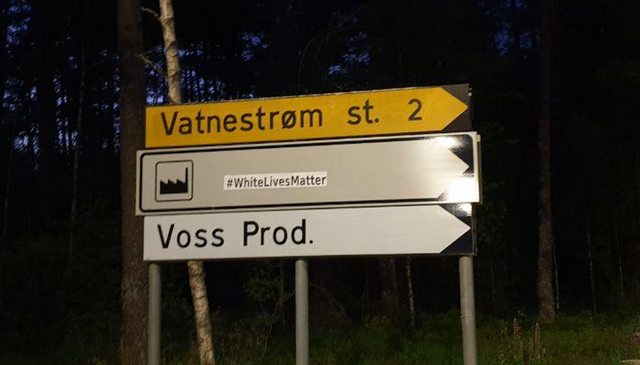 Vatnestrøm st. 2
#WhiteLivesMatter
Voss Prod.